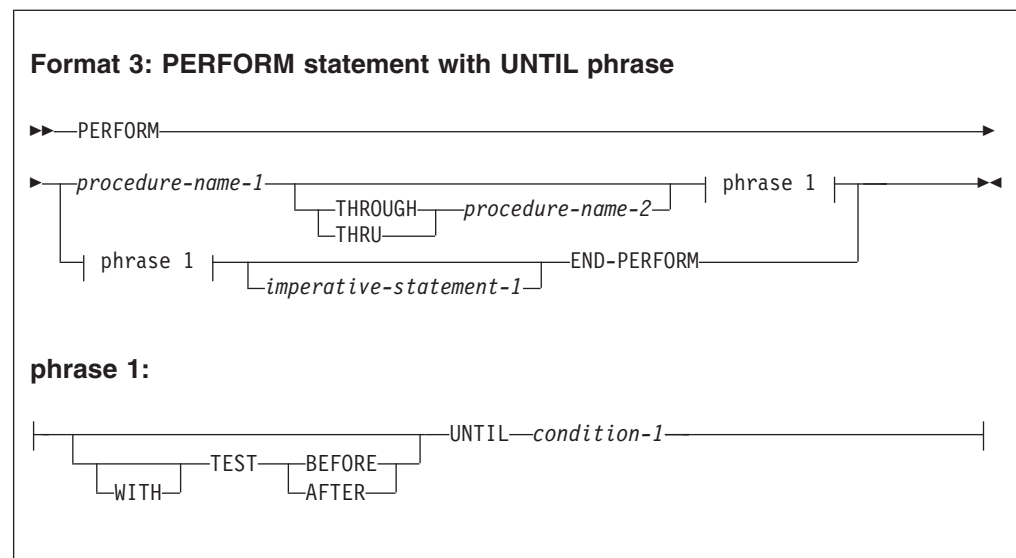 Format 3: PERFORM statement with UNTIL phrase
PERFORM
procedure-name-1 phrase 1
THROUGH procedure-name-2
THRU
phrase 1 END-PERFORM
imperative-statement-1
phrase 1:
UNTIL condition-1
TEST BEFORE
WITH AFTER